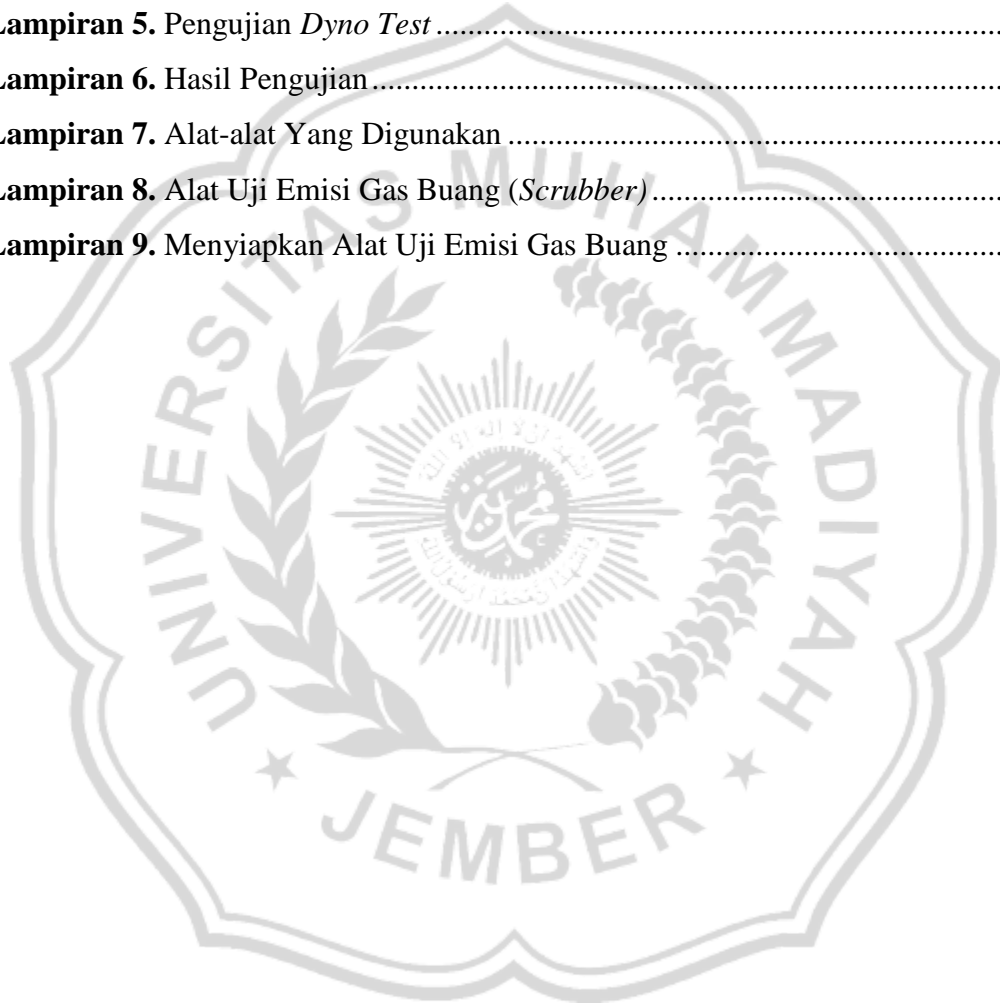 Lampiran 5. Pengujian Dyno Test
Lampiran 6. Hasil Pengujian
Lampiran 7. Alat-alat Yang Digunakan
Lampiran 8. Alat Uji Emisi Gas Buang (Scrubber)
Lampiran 9. Menyiapkan Alat Uji Emisi Gas Buang
UNIVERSITAS MUHAMMADIYAH
JEMBER